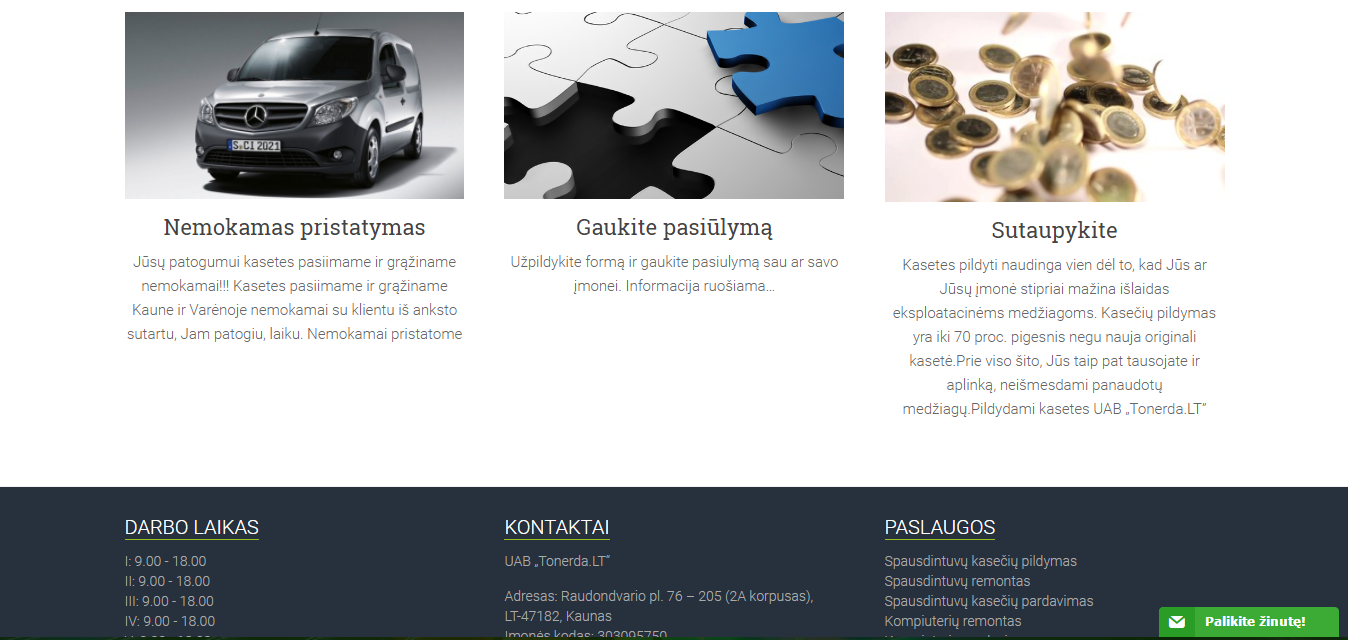 S CI 2021
Nemokamas pristatymas
Jūsų patogumui kasetes pasiimame ir grąžiname
nemokamai!!! Kasetes pasiimame ir grąžiname
Kaune ir Varėnoje nemokamai su klientu iš anksto
sutartu, Jam patogiu, laiku. Nemokamai pristatome
Gaukite pasiūlymą
Užpildykite formą ir gaukite pasiulymą sau ar savo
įmonei. Informacija ruošiama...
Sutaupykite
Kasetes pildyti naudinga vien dėl to, kad Jūs ar
Jūsų įmonė stipriai mažina išlaidas
eksploatacinėms medžiagoms. Kasečių pildymas
yra iki 70 proc. pigesnis negu nauja originali
kasetė.Prie viso šito, Jūs taip pat tausojate ir
aplinką, neišmesdami panaudotų
medžiagų.Pildydami kasetes UAB „Tonerda.LT“
DARBO LAIKAS
I: 9.00 - 18.00
II: 9.00 - 18.00
III: 9.00 - 18.00
IV: 9.00 - 18.00
KONTAKTAI
UAB „Tonerda.LT“
Adresas: Raudondvario pl. 76 – 205 (2A korpusas),
LT-47182, Kaunas
Įmonės kodas: 303095750
PASLAUGOS
Spausdintuvų kasečių pildymas
Spausdintuvų remontas
Spausdintuvų kasečių pardavimas
Kompiuterių remontas
Palikite žinutę!